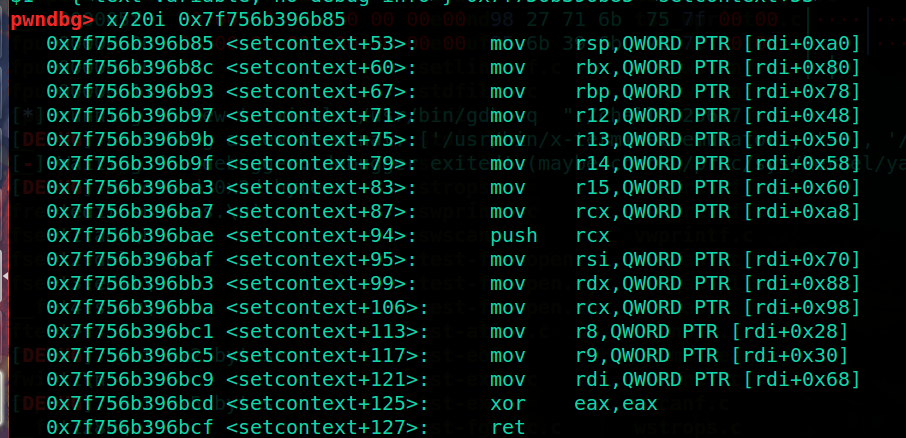 pwndbg> x/20i 0x7f756b396b85
0x7f756b396b85 <setcontext+53>: mov rsp,QWORD PTR [rdi+0xa0]
0x7f756b396b8c <setcontext+60>: mov rbx,QWORD PTR [rdi+0x80]
0x7f756b396b93 <setcontext+67>: mov rbp,QWORD PTR [rdi+0x78]
0x7f756b396b97 <setcontext+71>: mov r12,QWORD PTR [rdi+0x48]
0x7f756b396b9b <setcontext+75>: mov r13,QWORD PTR [rdi+0x50]
0x7f756b396b9f <setcontext+79>: mov r14,QWORD PTR [rdi+0x58]
0x7f756b396ba3 <setcontext+83>: mov r15,QWORD PTR [rdi+0x60]
0x7f756b396ba7 <setcontext+87>: mov rcx,QWORD PTR [rdi+0xa8]
0x7f756b396bae <setcontext+94>: push rcx
0x7f756b396baf <setcontext+95>: mov rsi,QWORD PTR [rdi+0x70]
0x7f756b396bb3 <setcontext+99>: mov rdx,QWORD PTR [rdi+0x88]
0x7f756b396bba <setcontext+106>: mov rcx,QWORD PTR [rdi+0x98]
0x7f756b396bc1 <setcontext+113>: mov r8,QWORD PTR [rdi+0x28]
0x7f756b396bc5 <setcontext+117>: mov r9,QWORD PTR [rdi+0x30]
0x7f756b396bc9 <setcontext+121>: mov rdi,QWORD PTR [rdi+0x68]
0x7f756b396bcd <setcontext+125>: xor eax,eax
0x7f756b396bcf <setcontext+127>: ret